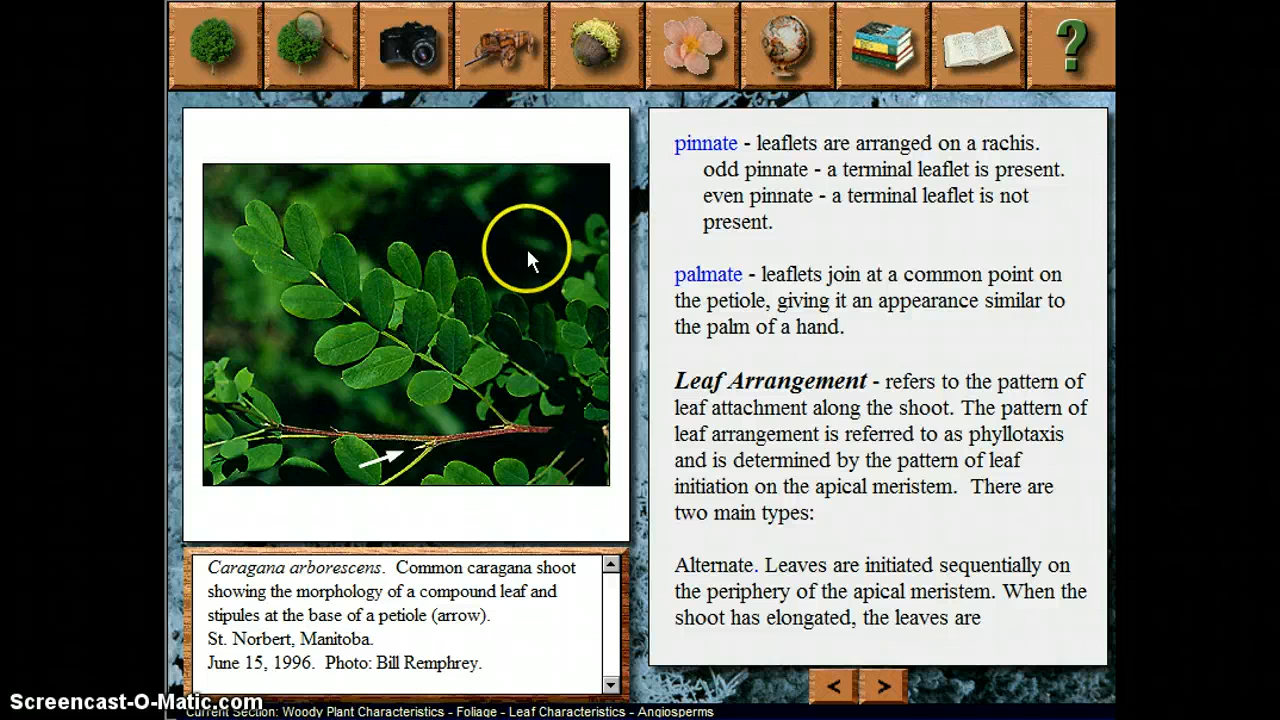 pinnate - leaflets are arranged on a rachis.
odd pinnate - a terminal leaflet is present.
even pinnate - a terminal leaflet is not
present.
palmate - leaflets join at a common point on
the petiole, giving it an appearance similar to
the palm of a hand.
Leaf Arrangement - refers to the pattern of
leaf attachment along the shoot. The pattern of
leaf arrangement is referred to as phyllotaxis
and is determined by the pattern of leaf
initiation on the apical meristem. There are
two main types:
Alternate. Leaves are initiated sequentially on
the periphery of the apical meristem. When the
shoot has elongated, the leaves are
Caragana arborescens. Common caragana shoot
showing the morphology of a compound leaf and
stipules at the base of a petiole (arrow).
St. Norbert, Manitoba.
June 15, 1996. Photo: Bill Remphrey.
< >
Screencast-O-Matic.com
Current Section: Woody Plant Characteristics - Foliage - Leaf Characteristics - Angiosperms